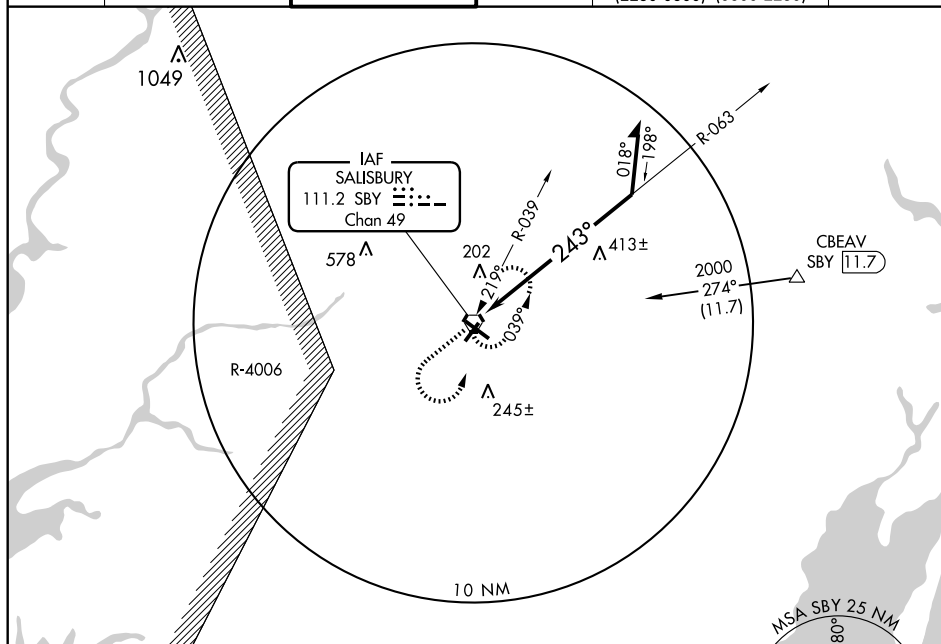 1049
IAF
SALISBURY
111.2 SBY
Chan 49
578
R-4006
202
219°
R-039
039°
243°
018°
198°
R-063
413±
CBEAV
SBY 11.7
2000
274°
(11.7)
245±
10 NM
MSA SBY 25 NM